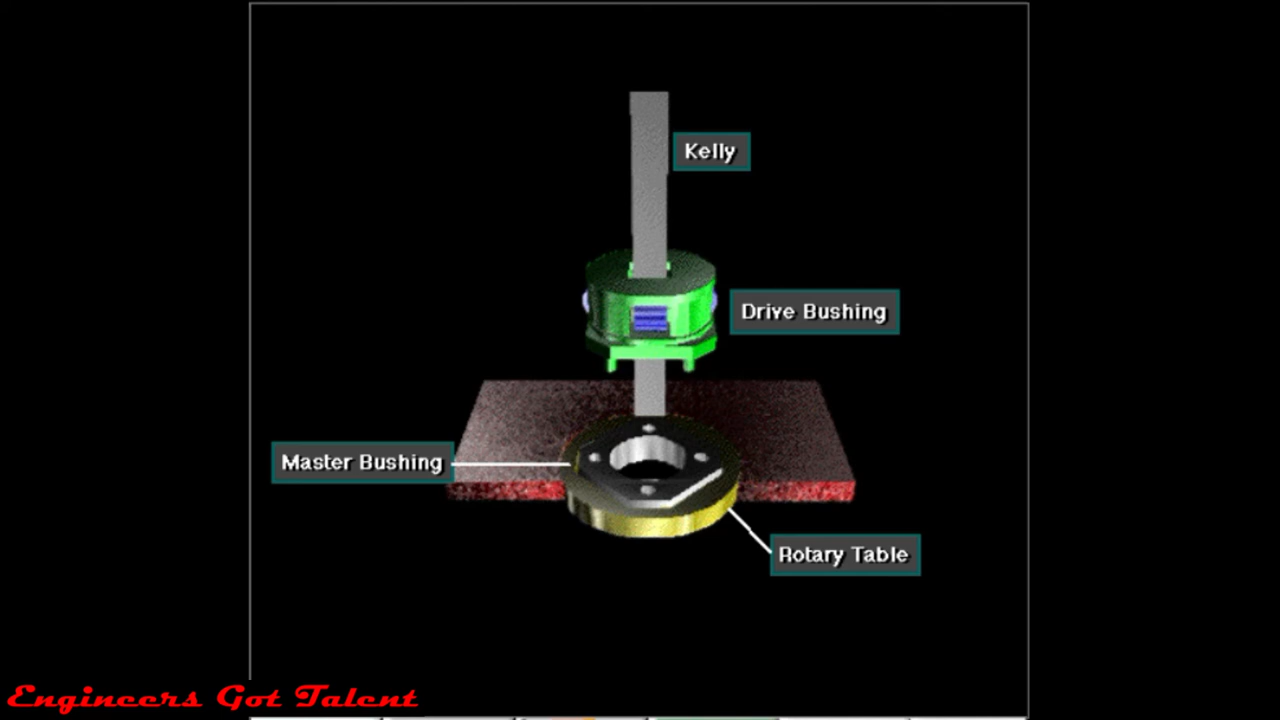 Kelly
Drive Bushing
Master Bushing
Rotary Table
Engineers Got Talent